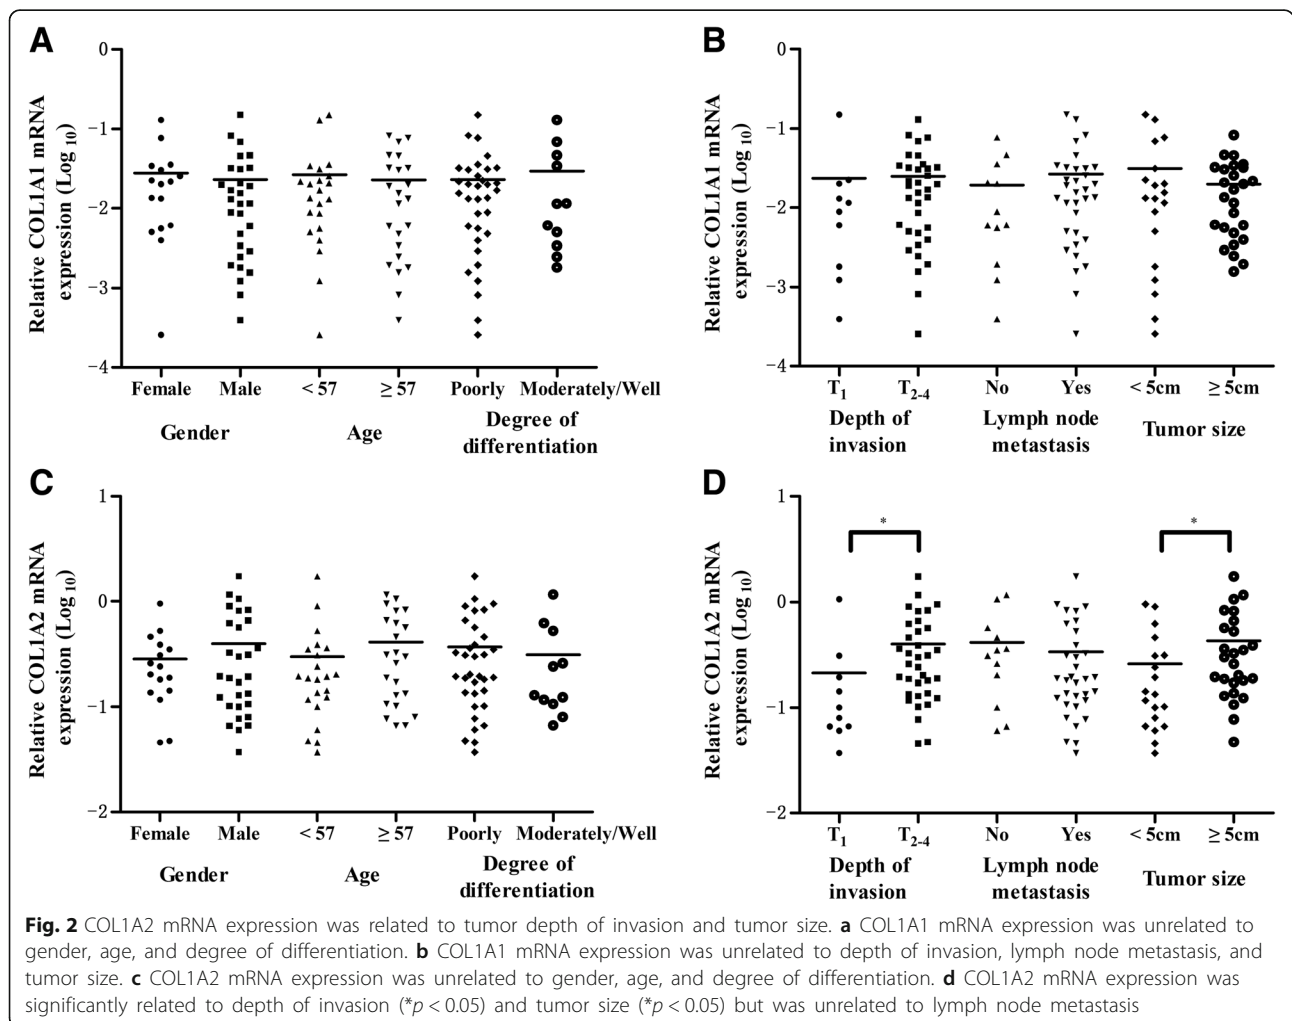 A
Relative COL1A1 mRNA
expression (Log 10)
0
−1
−2
−3
−4
Female Male < 57 ≥ 57 Poorly Moderately/Well
Gender Age Degree of
differentiation
B
Relative COL1A1 mRNA
expression (Log 10)
0
−1
−2
−3
−4
T1 T2-4 No Yes < 5cm ≥ 5cm
Depth of
invasion
Lymph node
metastasis
Tumor size
C
Relative COL1A2 mRNA
expression (Log 10)
1
0
−1
−2
Female Male < 57 ≥ 57 Poorly Moderately/Well
Gender Age Degree of
differentiation
D
Relative COL1A2 mRNA
expression (Log 10)
1
0
−1
−2
* *
T1 T2-4 No Yes < 5cm ≥ 5cm
Depth of
invasion
Lymph node
metastasis
Tumor size
Fig. 2 COL1A2 mRNA expression was related to tumor depth of invasion and tumor size. a COL1A1 mRNA expression was unrelated to
gender, age, and degree of differentiation. b COL1A1 mRNA expression was unrelated to depth of invasion, lymph node metastasis, and
tumor size. c COL1A2 mRNA expression was unrelated to gender, age, and degree of differentiation. d COL1A2 mRNA expression was
significantly related to depth of invasion (*p < 0.05) and tumor size (*p < 0.05) but was unrelated to lymph node metastasis